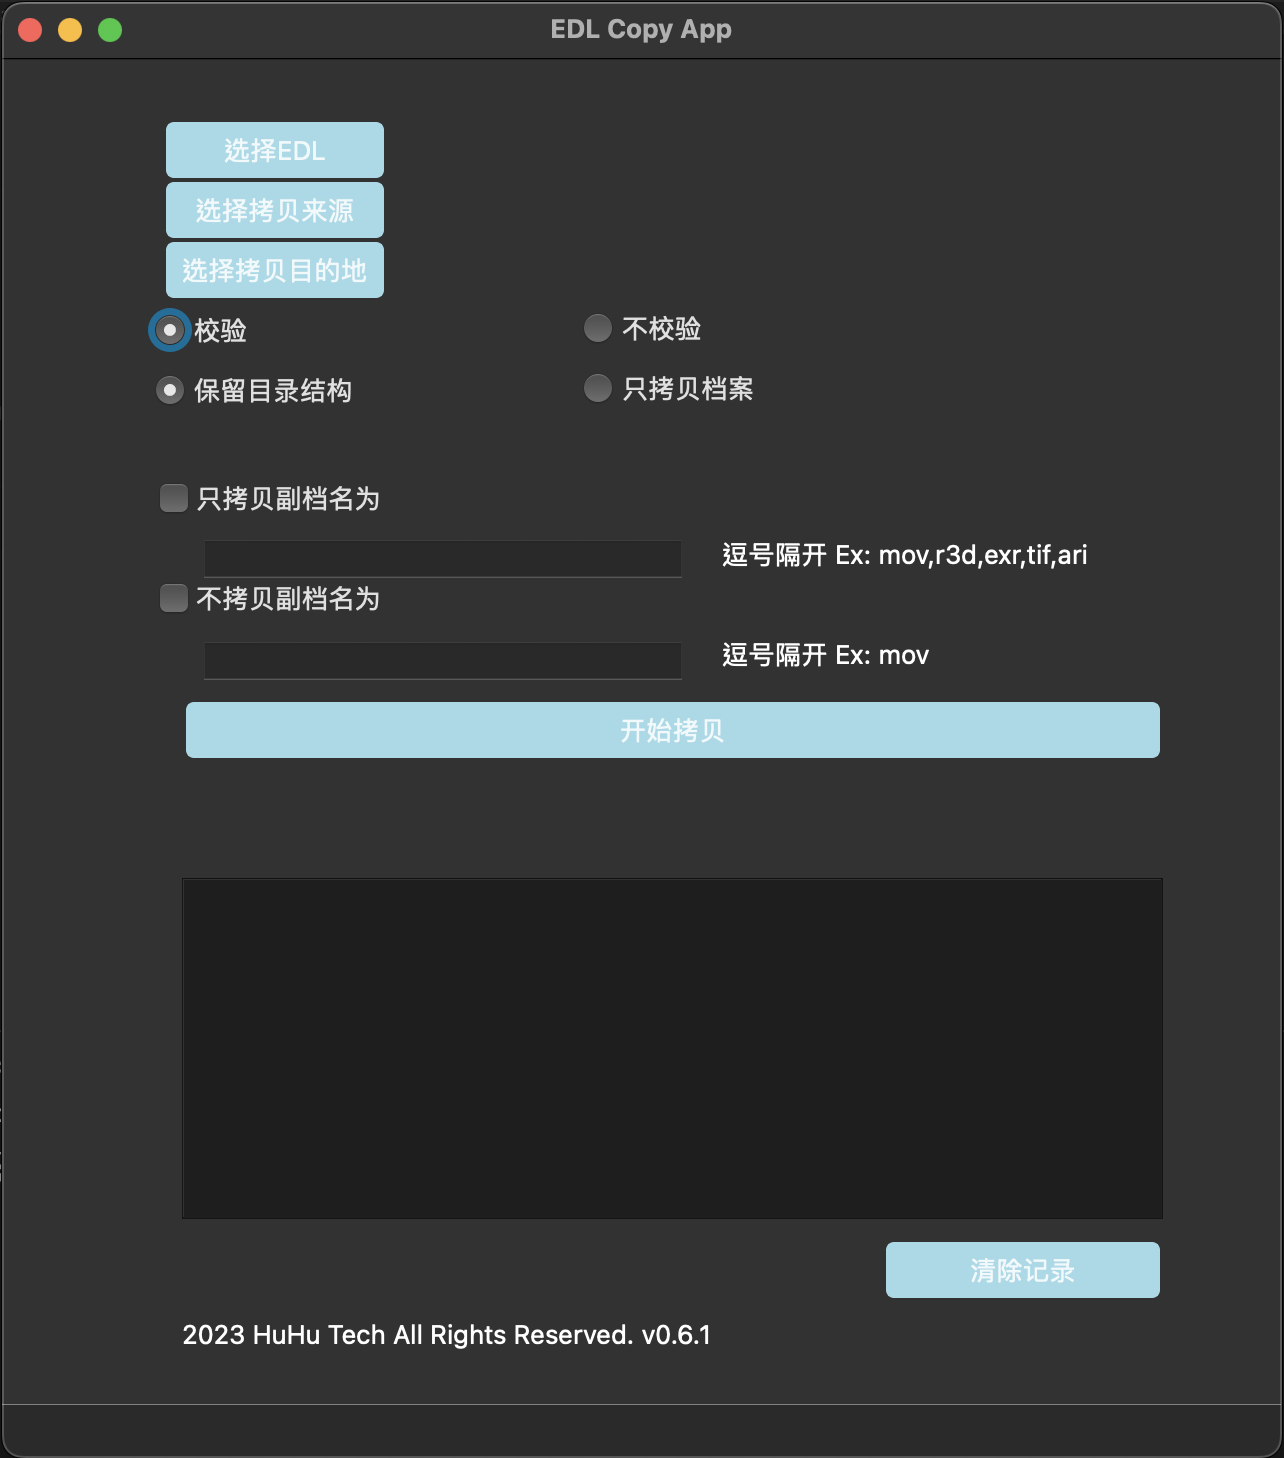 EDL Copy App
选择EDL
选择拷贝来源
选择拷贝目的地
校验
不校验
保留目录结构
只拷贝档案
只拷贝副档名为
逗号隔开 Ex: mov,r3d,exr,tif,ari
不拷贝副档名为
逗号隔开 Ex: mov
开始拷贝
清除记录
2023 HuHu Tech All Rights Reserved. v0.6.1